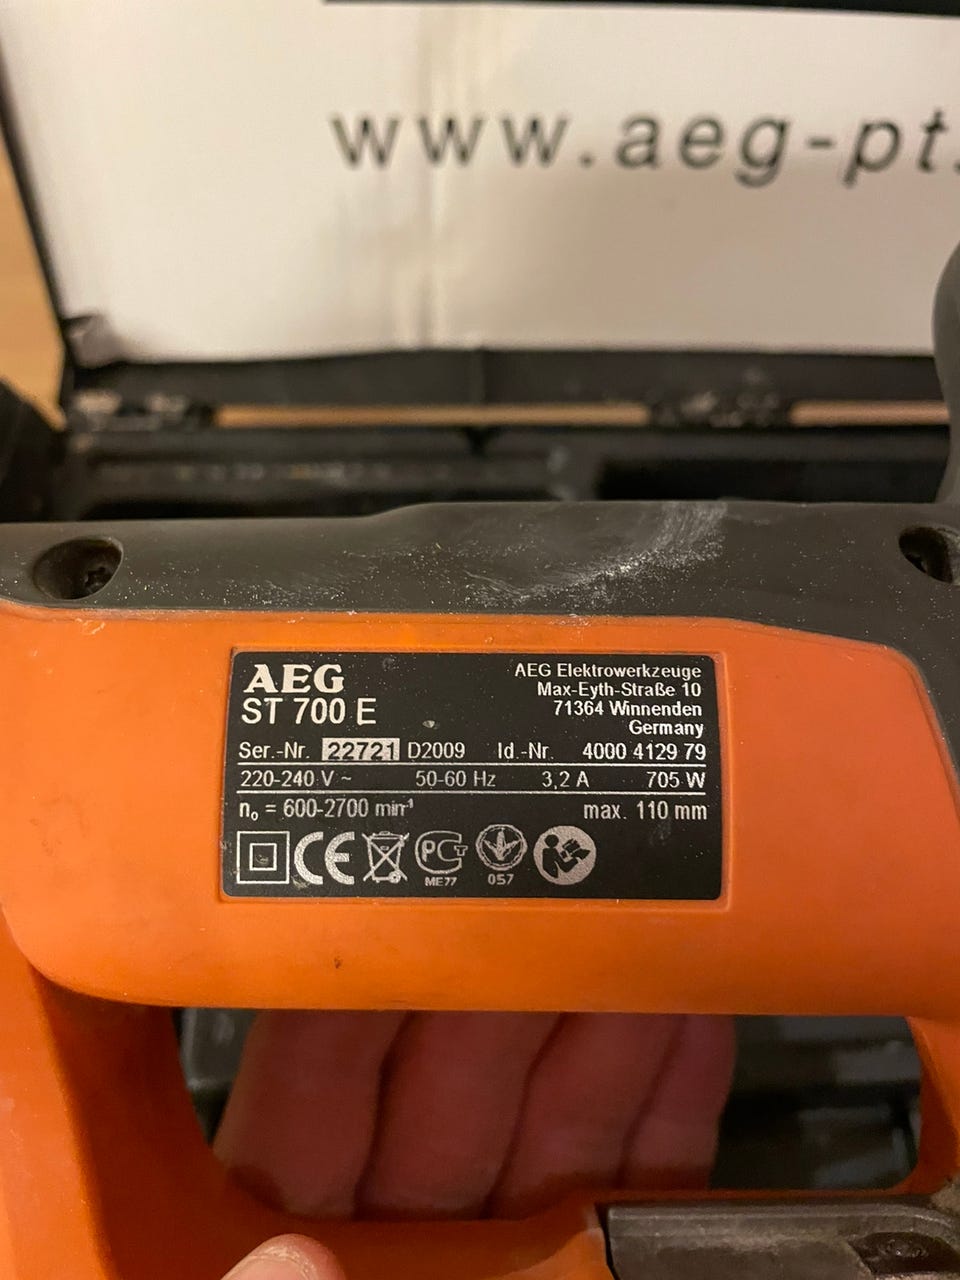 www.aeg-pt.
AEG
ST 700 E
AEG Elektrowerkzeuge
Max-Eyth-Straße 10
71364 Winnenden
Germany
Ser.-Nr. 22721 D2009 Id.-Nr. 4000 4129 79
220-240 V ~ 50-60 Hz 3,2 A 705 W
n₀ = 600-2700 min⁻¹ max. 110 mm
CE PCT
ME77 057